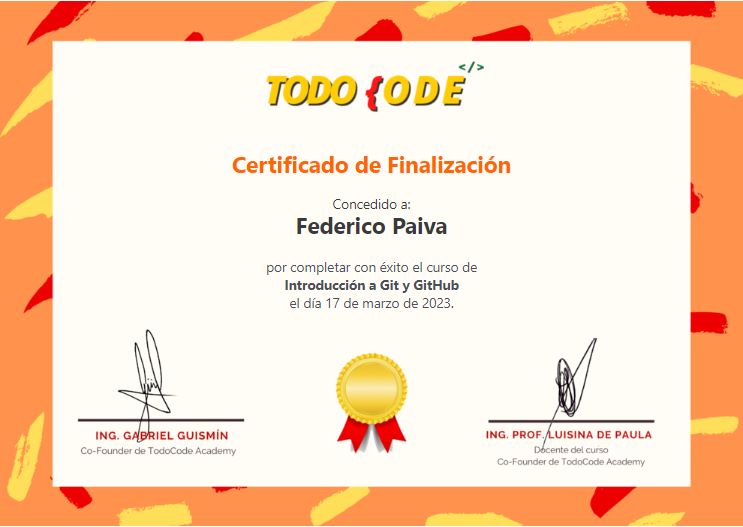 </>
TODO {ODE
Certificado de Finalización
Concedido a:
Federico Paiva
por completar con éxito el curso de
Introducción a Git y GitHub
el día 17 de marzo de 2023.
ING. GABRIEL GUISMÍN
Co-Founder de TodoCode Academy
ING. PROF. LUISINA DE PAULA
Docente del curso
Co-Founder de TodoCode Academy